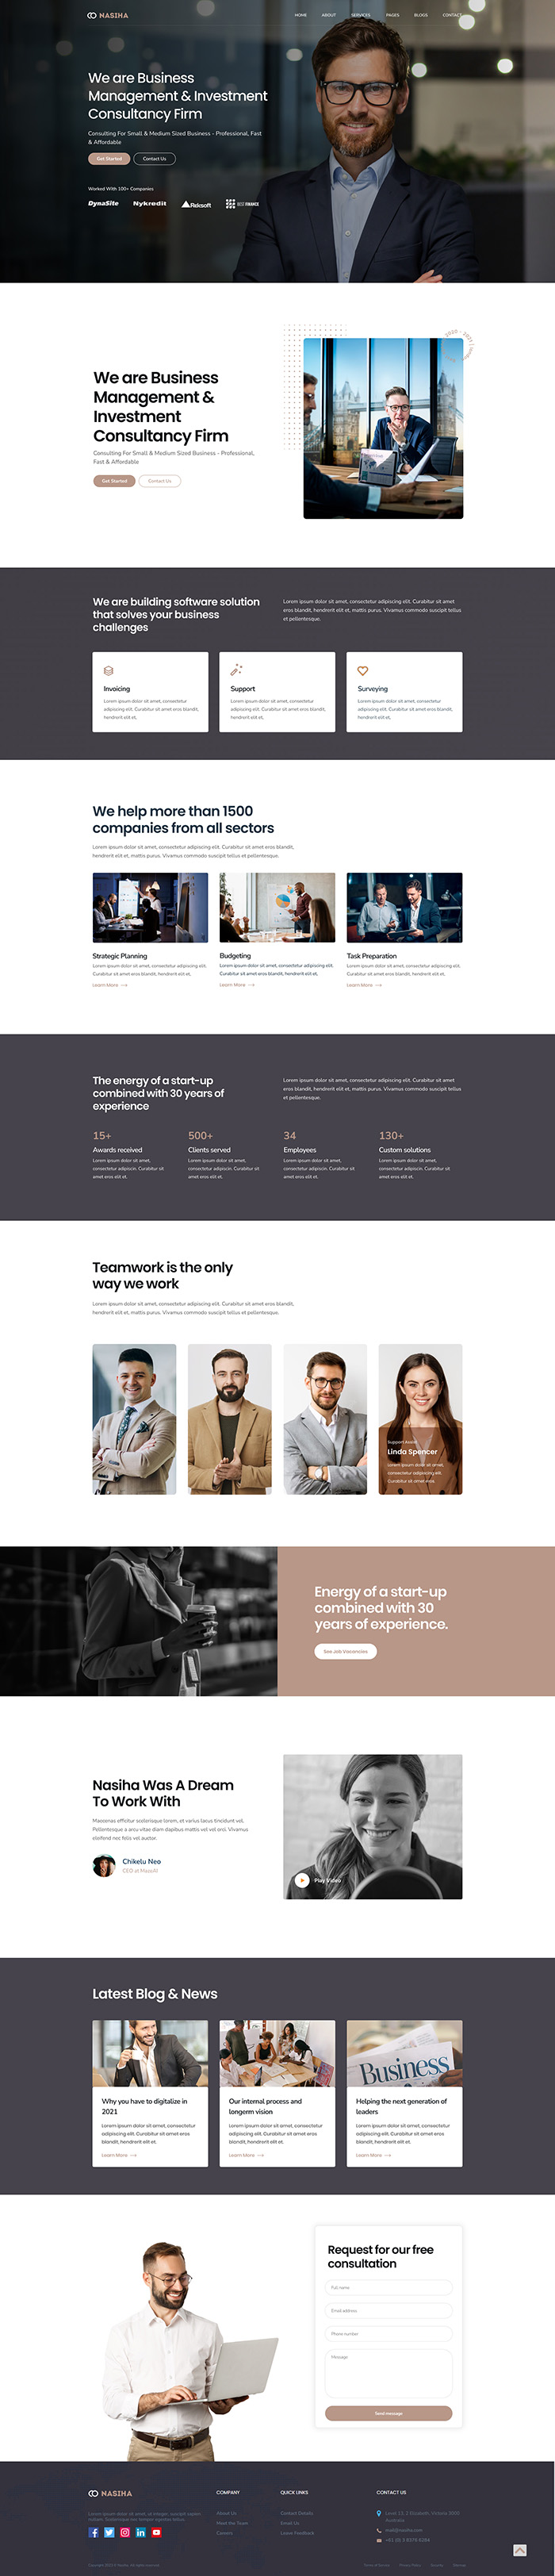 NASIHA
HOME ABOUT SERVICES PAGES BLOGS CONTACT
We are Business
Management & Investment
Consultancy Firm
Consulting For Small & Medium Sized Business - Professional, Fast
& Affordable
Get Started Contact Us
Worked With 100+ Companies
DynaSite Nykredit Rieksoft BEST FINANCE
We are Business
Management &
Investment
Consultancy Firm
Consulting For Small & Medium Sized Business - Professional,
Fast & Affordable
Get Started Contact Us
We are building software solution
that solves your business
challenges
Lorem ipsum dolor sit amet, consectetur adipiscing elit. Curabitur sit amet
eros blandit, hendrerit elit et, mattis purus. Vivamus commodo suscipit tellus
et pellentesque.
Invoicing
Lorem ipsum dolor sit amet, consectetur
adipiscing elit. Curabitur sit amet eros blandit,
hendrerit elit et,
Support
Lorem ipsum dolor sit amet, consectetur
adipiscing elit. Curabitur sit amet eros blandit,
hendrerit elit et,
Surveying
Lorem ipsum dolor sit amet, consectetur
adipiscing elit. Curabitur sit amet eros blandit,
hendrerit elit et,
We help more than 1500
companies from all sectors
Lorem ipsum dolor sit amet, consectetur adipiscing elit. Curabitur sit amet eros blandit,
hendrerit elit et, mattis purus. Vivamus commodo suscipit tellus et pellentesque.
Strategic Planning
Lorem ipsum dolor sit amet, consectetur adipiscing elit.
Curabitur sit amet eros blandit, hendrerit elit et,
Learn More
Budgeting
Lorem ipsum dolor sit amet, consectetur adipiscing elit.
Curabitur sit amet eros blandit, hendrerit elit et,
Learn More
Task Preparation
Lorem ipsum dolor sit amet, consectetur adipiscing elit.
Curabitur sit amet eros blandit, hendrerit elit et,
Learn More
The energy of a start-up
combined with 30 years of
experience
Lorem ipsum dolor sit amet, consectetur adipiscing elit. Curabitur sit amet
eros blandit, hendrerit elit et, mattis purus. Vivamus commodo suscipit tellus
et pellentesque.
15+
Awards received
Lorem ipsum dolor sit amet,
consectetur adipiscin. Curabitur sit
amet eros elit et.
500+
Clients served
Lorem ipsum dolor sit amet,
consectetur adipiscin. Curabitur sit
amet eros elit et.
34
Employees
Lorem ipsum dolor sit amet,
consectetur adipiscin. Curabitur sit
amet eros elit et.
130+
Custom solutions
Lorem ipsum dolor sit amet,
consectetur adipiscin. Curabitur sit
amet eros elit et.
Teamwork is the only
way we work
Lorem ipsum dolor sit amet, consectetur adipiscing elit. Curabitur sit amet eros blandit,
hendrerit elit et, mattis purus. Vivamus commodo suscipit tellus et pellentesque.
Support Assist
Linda Spencer
Lorem ipsum dolor sit amet,
consectetur adipiscing elit.
Curabitur sit amet eros.
Energy of a start-up
combined with 30
years of experience.
See Job Vacancies
Nasiha Was A Dream
To Work With
Maecenas efficitur scelerisque lorem, et varius lacus tincidunt vel.
Pellentesque a arcu vitae diam dapibus mattis vel vel orci. Vivamus
eleifend nec felis vel auctor.
Chikelu Neo
CEO at MassAI
Play Video
Latest Blog & News
Why you have to digitalize in
2021
Lorem ipsum dolor sit amet, consectetur
adipiscing elit. Curabitur sit amet eros
blandit, hendrerit elit et.
Learn More
Our internal process and
longerm vision
Lorem ipsum dolor sit amet, consectetur
adipiscing elit. Curabitur sit amet eros
blandit, hendrerit elit et.
Learn More
Business
Helping the next generation of
leaders
Lorem ipsum dolor sit amet, consectetur
adipiscing elit. Curabitur sit amet eros
blandit, hendrerit elit et.
Learn More
Request for our free
consultation
Full name
Email address
Phone number
Message
Send message
NASIHA
COMPANY
About Us
Meet the Team
Careers
QUICK LINKS
Contact Details
Email Us
Leave Feedback
CONTACT US
Level 13, 2 Elizabeth, Victoria 3000
Australia
mail@nasiha.com
Terms of Service Privacy Policy Security Sitemap